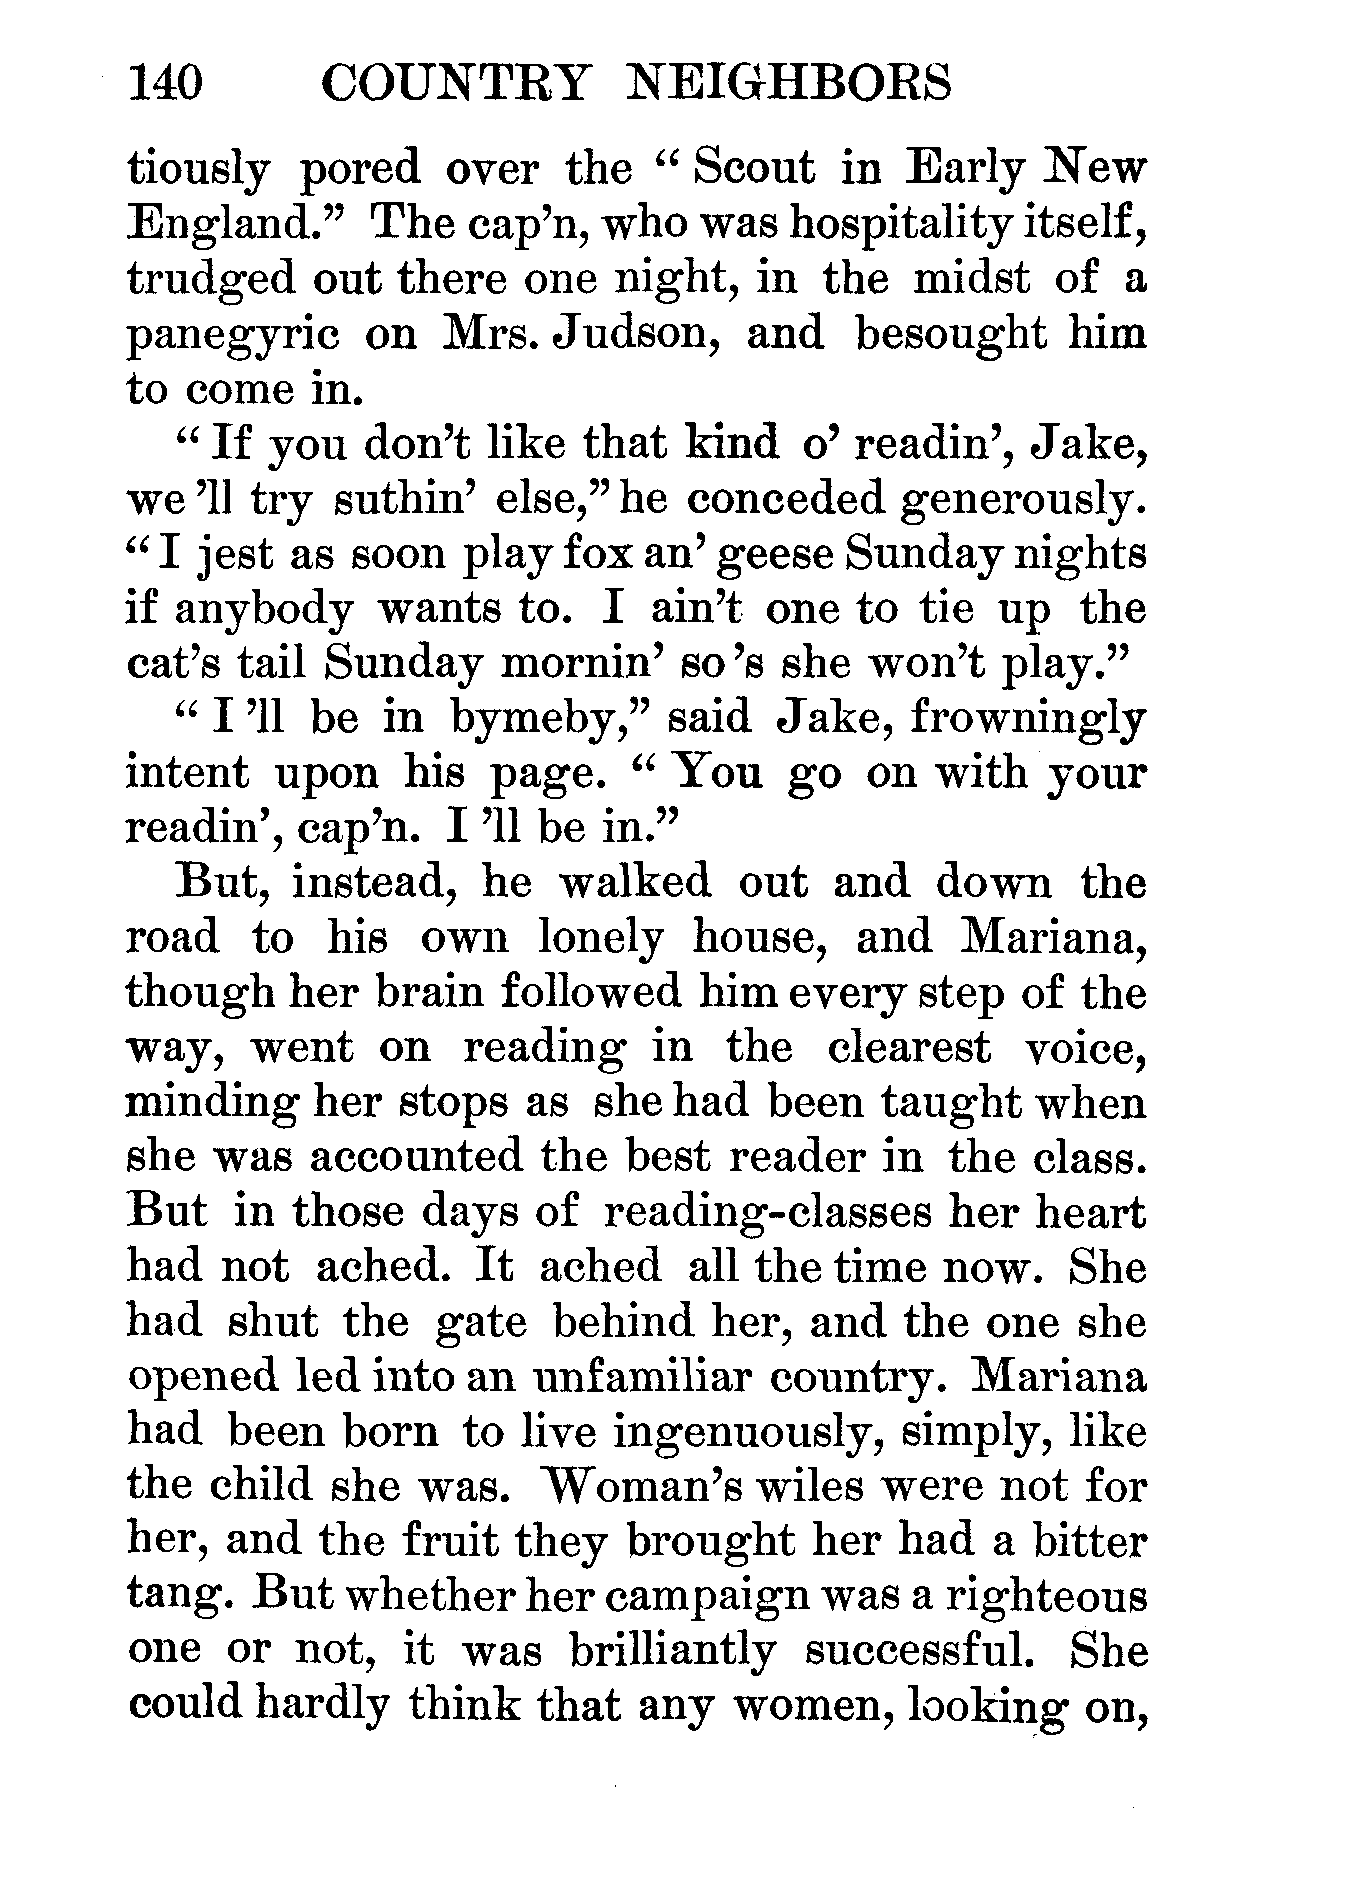 140 COUNTRY NEIGHBORS
tiously pored over the " Scout in Early New
England." The cap'n, who was hospitality itself,
trudged out there one night, in the midst of a
panegyric on Mrs. Judson, and besought him
to come in.
" If you don't like that kind o' readin', Jake,
we 'll try suthin' else," he conceded generously.
" I jest as soon play fox an' geese Sunday nights
if anybody wants to. I ain't one to tie up the
cat's tail Sunday mornin' so 's she won't play."
" I 'll be in bymeby," said Jake, frowningly
intent upon his page. " You go on with your
readin', cap'n. I 'll be in."
But, instead, he walked out and down the
road to his own lonely house, and Mariana,
though her brain followed him every step of the
way, went on reading in the clearest voice,
minding her stops as she had been taught when
she was accounted the best reader in the class.
But in those days of reading-classes her heart
had not ached. It ached all the time now. She
had shut the gate behind her, and the one she
opened led into an unfamiliar country. Mariana
had been born to live ingenuously, simply, like
the child she was. Woman's wiles were not for
her, and the fruit they brought her had a bitter
tang. But whether her campaign was a righteous
one or not, it was brilliantly successful. She
could hardly think that any women, looking on,